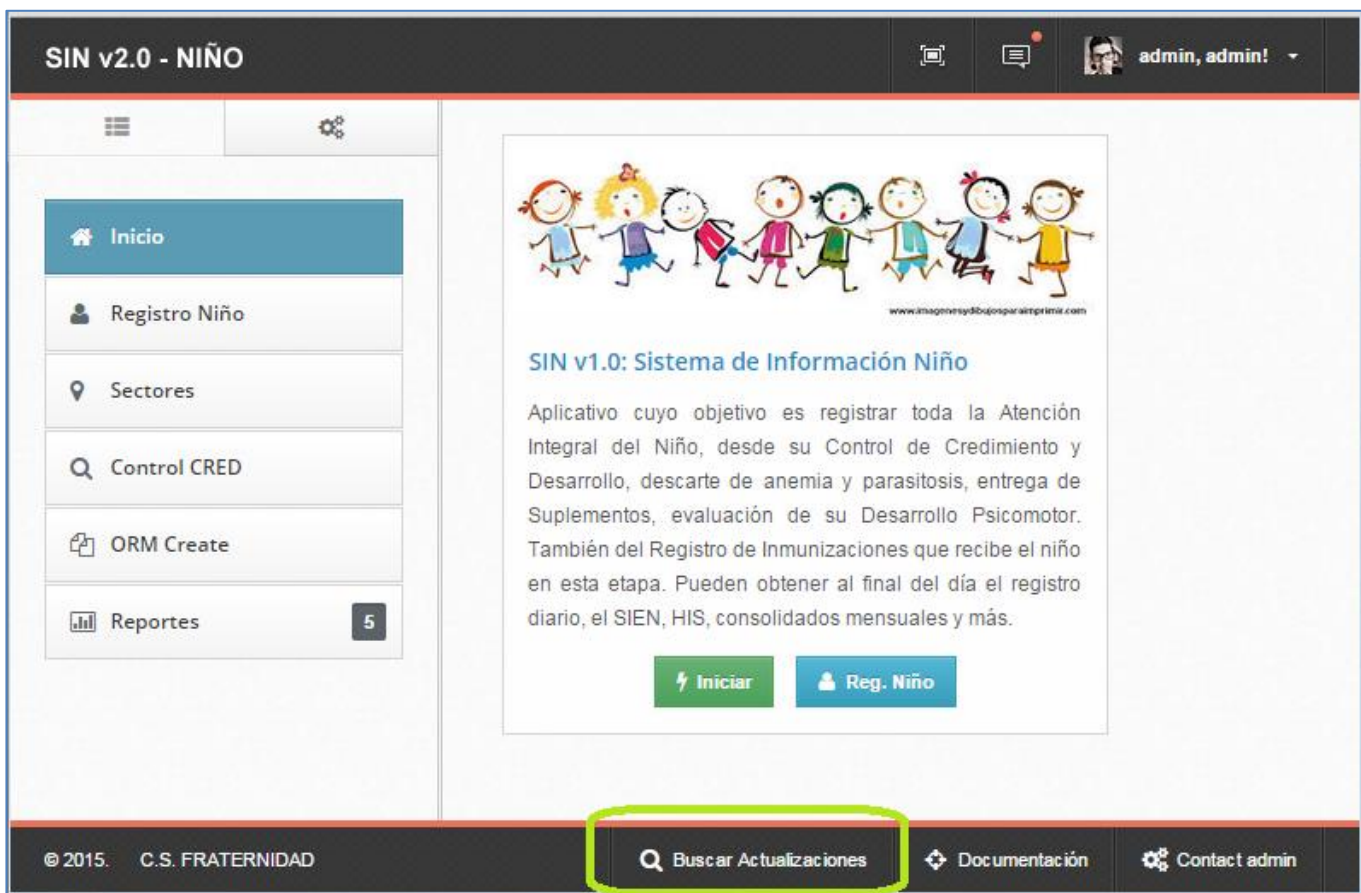 SIN v2.0 - NIÑO
admin, admin!
Inicio
Registro Niño
Sectores
Control CRED
ORM Create
Reportes
5
www.imagenesydibujosparaimprimir.com
SIN v1.0: Sistema de Información Niño
Aplicativo cuyo objetivo es registrar toda la Atención
Integral del Niño, desde su Control de Credimiento y
Desarrollo, descarte de anemia y parasitosis, entrega de
Suplementos, evaluación de su Desarrollo Psicomotor.
También del Registro de Inmunizaciones que recibe el niño
en esta etapa. Pueden obtener al final del día el registro
diario, el SIEN, HIS, consolidados mensuales y más.
Iniciar
Reg. Niño
© 2015. C.S. FRATERNIDAD
Buscar Actualizaciones
Documentación
Contact admin